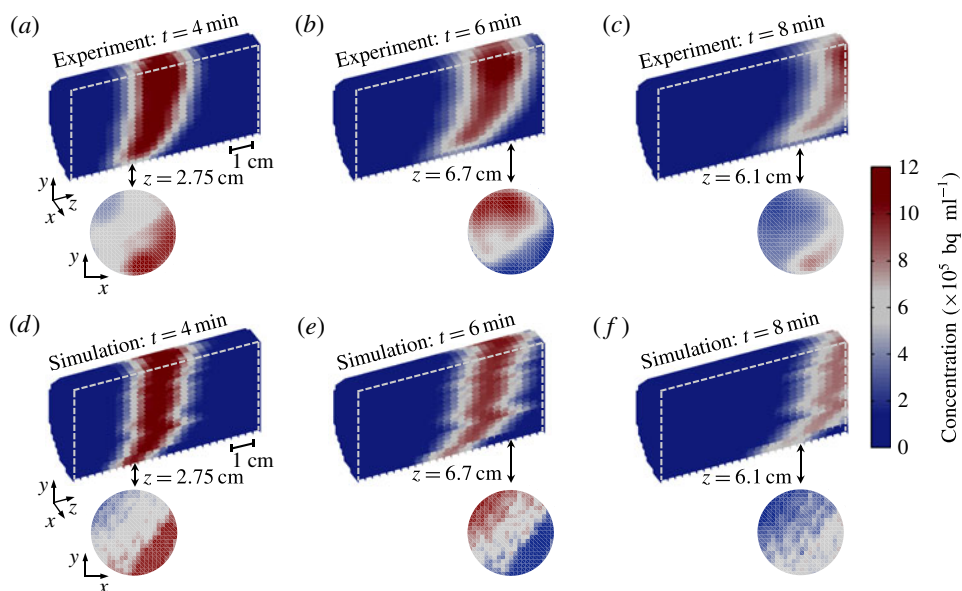 (a)
Experiment: t = 4 min
1 cm
z = 2.75 cm
y
x
z
y
x
(b)
Experiment: t = 6 min
z = 6.7 cm
(c)
Experiment: t = 8 min
z = 6.1 cm
(d)
Simulation: t = 4 min
1 cm
z = 2.75 cm
y
x
z
y
x
(e)
Simulation: t = 6 min
z = 6.7 cm
(f)
Simulation: t = 8 min
z = 6.1 cm
12
10
8
6
4
2
0
Concentration (×10⁵ bq ml⁻¹)